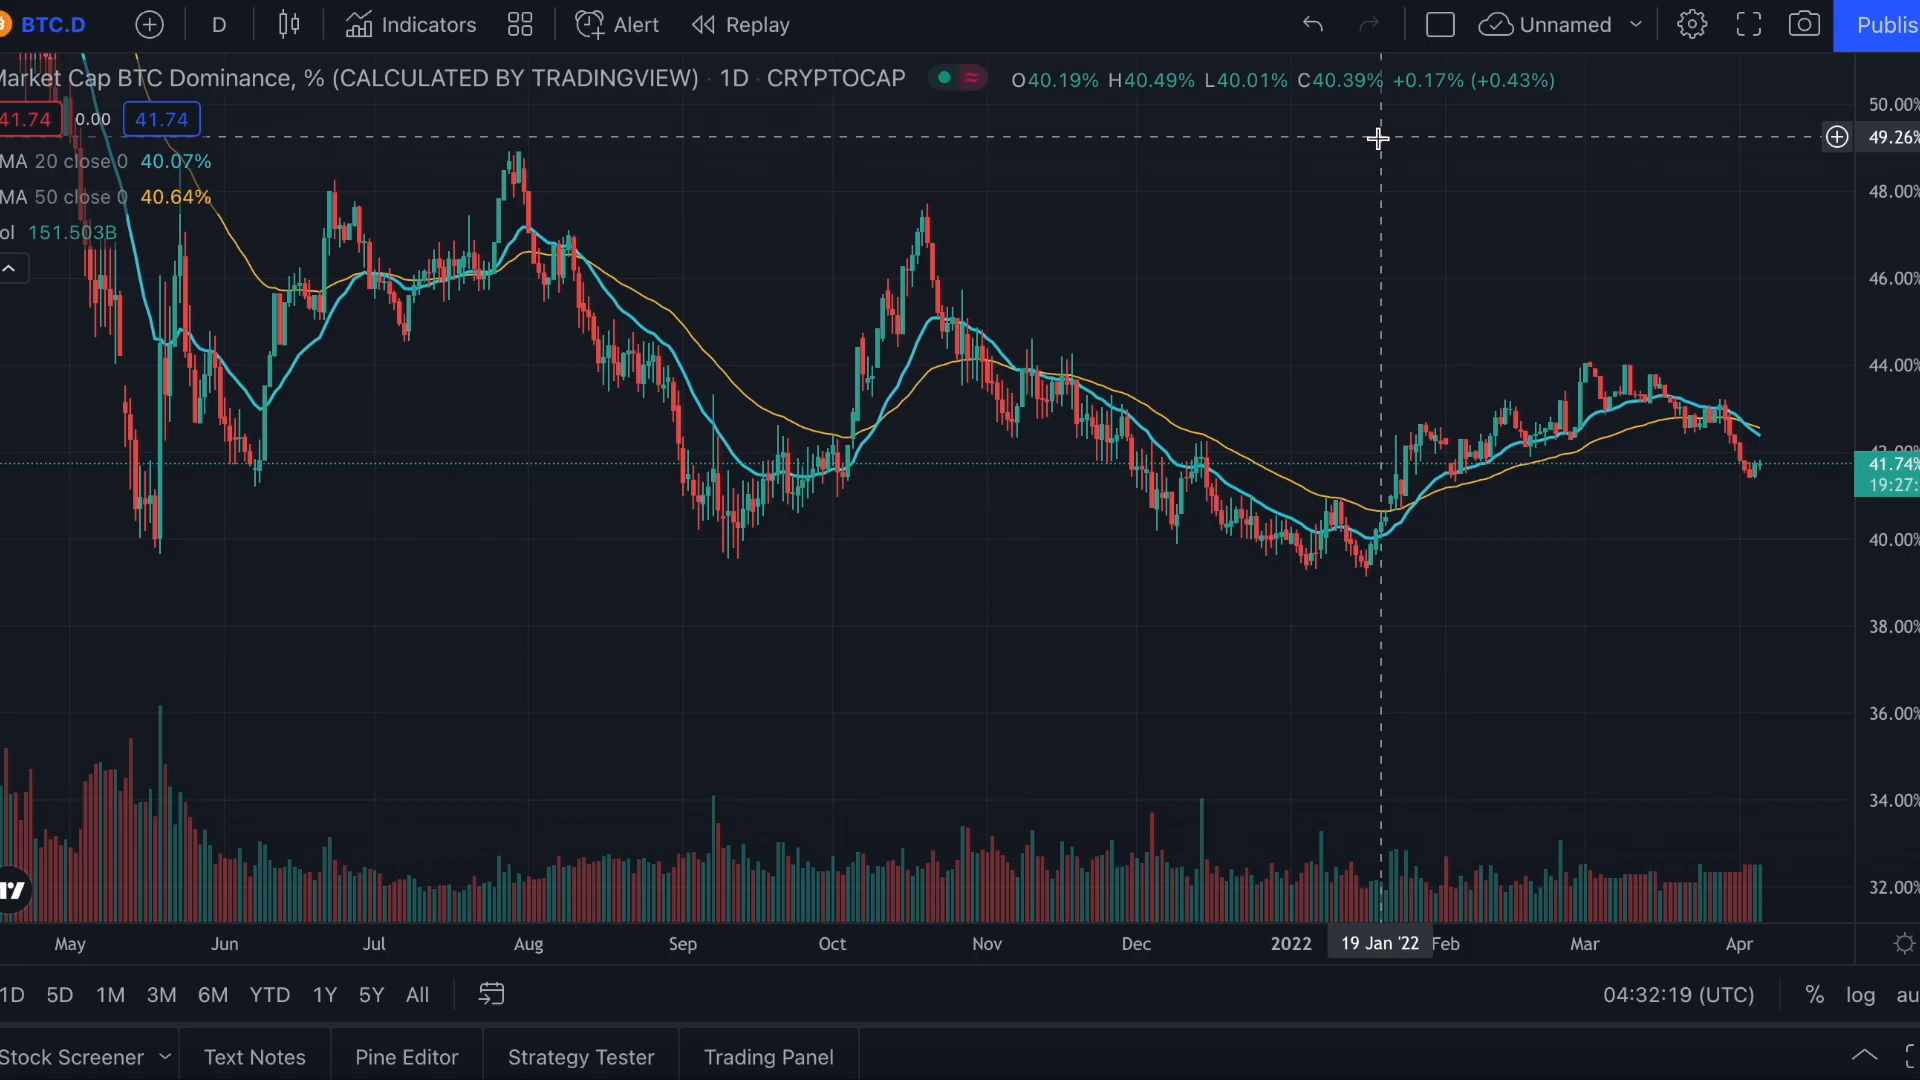 BTC.D D Indicators Alert Replay Unnamed Publis
Market Cap BTC Dominance, % (CALCULATED BY TRADINGVIEW) · 1D · CRYPTOCAP O40.19% H40.49% L40.01% C40.39% +0.17% (+0.43%)
50.00%
41.74 0.00 41.74
49.26%
MA 20 close 0 40.07%
48.00%
MA 50 close 0 40.64%
ol 151.503B
46.00%
44.00%
42.00%
41.74%
19:27:
40.00%
38.00%
36.00%
34.00%
32.00%
May Jun Jul Aug Sep Oct Nov Dec 2022 19 Jan '22 Feb Mar Apr
1D 5D 1M 3M 6M YTD 1Y 5Y All 04:32:19 (UTC) % log au
Stock Screener Text Notes Pine Editor Strategy Tester Trading Panel